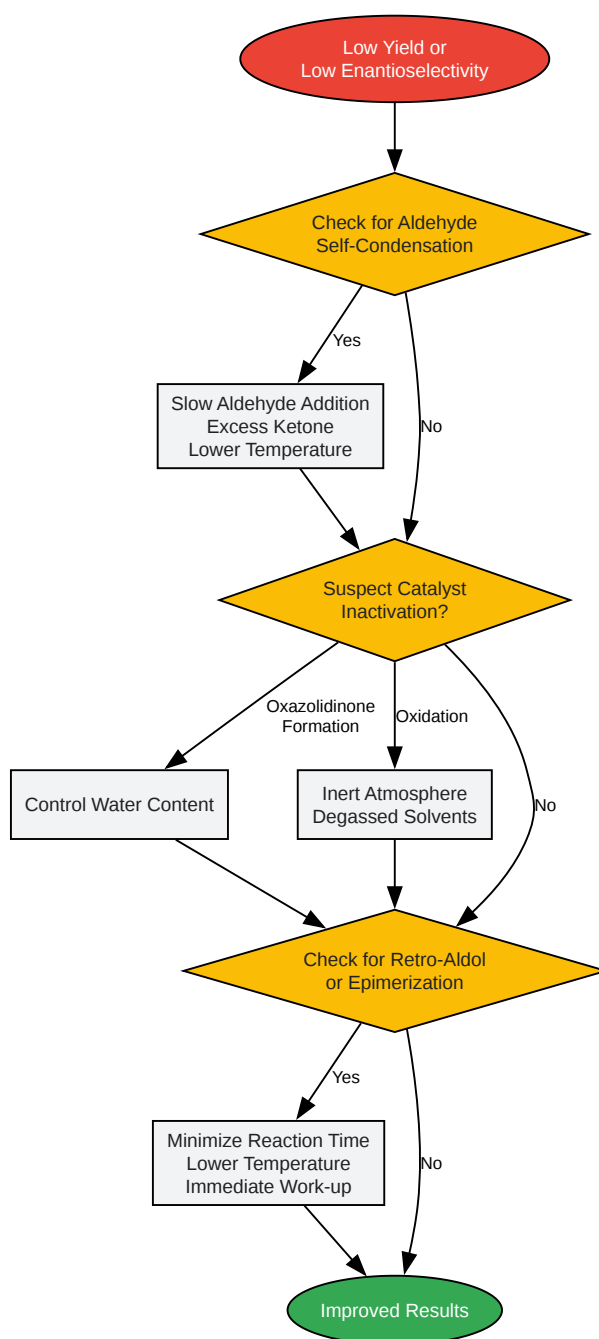 Low Yield or
Low Enantioselectivity
Check for Aldehyde
Self-Condensation
Yes
Slow Aldehyde Addition
Excess Ketone
Lower Temperature
No
Suspect Catalyst
Inactivation?
Oxazolidinone
Formation
Oxidation
Control Water Content
Inert Atmosphere
Degassed Solvents
No
Check for Retro-Aldol
or Epimerization
Yes
Minimize Reaction Time
Lower Temperature
Immediate Work-up
No
Improved Results